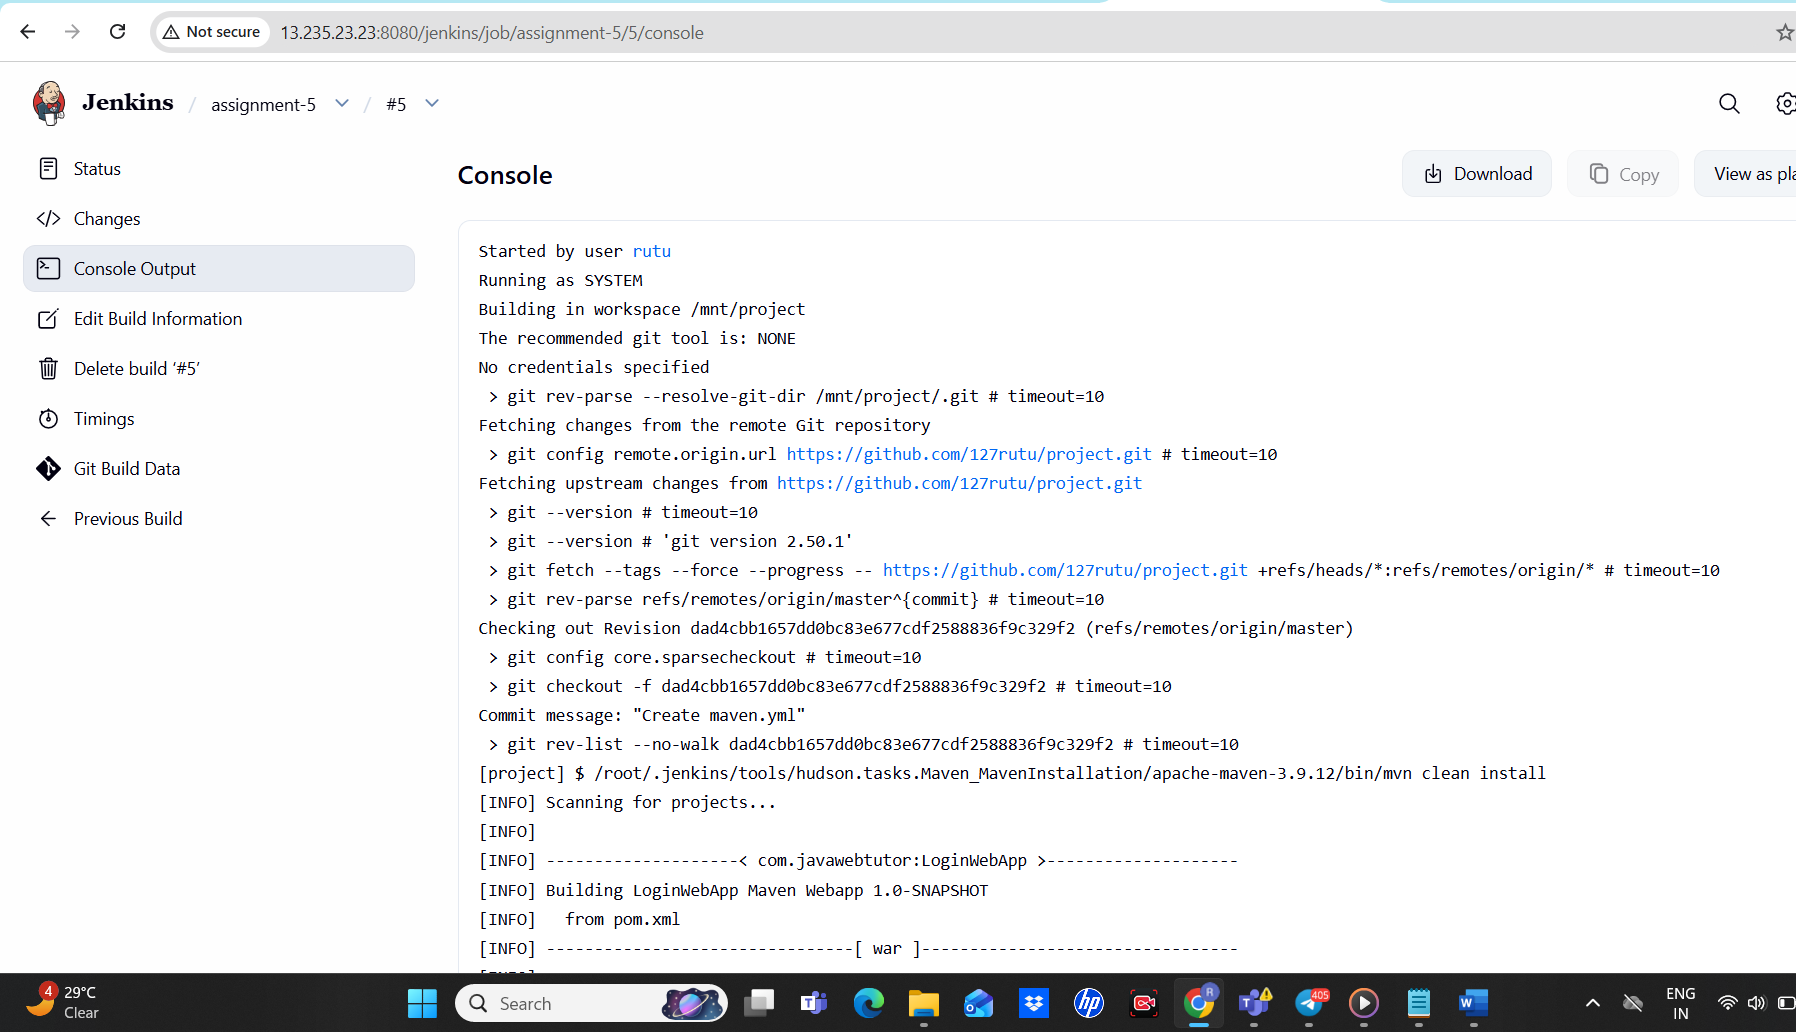 Not secure 13.235.23.23:8080/jenkins/job/assignment-5/5/console
Jenkins / assignment-5 / #5
Status
Changes
Console Output
Edit Build Information
Delete build ‘#5’
Timings
Git Build Data
Previous Build
Console
Download
Copy
View as pla
Started by user rutu
Running as SYSTEM
Building in workspace /mnt/project
The recommended git tool is: NONE
No credentials specified
> git rev-parse --resolve-git-dir /mnt/project/.git # timeout=10
Fetching changes from the remote Git repository
> git config remote.origin.url https://github.com/127rutu/project.git # timeout=10
Fetching upstream changes from https://github.com/127rutu/project.git
> git --version # timeout=10
> git --version # 'git version 2.50.1'
> git fetch --tags --force --progress -- https://github.com/127rutu/project.git +refs/heads/*:refs/remotes/origin/* # timeout=10
> git rev-parse refs/remotes/origin/master^{commit} # timeout=10
Checking out Revision dad4cbb1657dd0bc83e677cdf2588836f9c329f2 (refs/remotes/origin/master)
> git config core.sparsecheckout # timeout=10
> git checkout -f dad4cbb1657dd0bc83e677cdf2588836f9c329f2 # timeout=10
Commit message: "Create maven.yml"
> git rev-list --no-walk dad4cbb1657dd0bc83e677cdf2588836f9c329f2 # timeout=10
[project] $ /root/.jenkins/tools/hudson.tasks.Maven_MavenInstallation/apache-maven-3.9.12/bin/mvn clean install
[INFO] Scanning for projects...
[INFO]
[INFO] --------------------< com.javawebtutor:LoginWebApp >--------------------
[INFO] Building LoginWebApp Maven Webapp 1.0-SNAPSHOT
[INFO]   from pom.xml
[INFO] --------------------------------[ war ]---------------------------------
4
29°C
Clear
Search
hp
R
405
W
ENG
IN